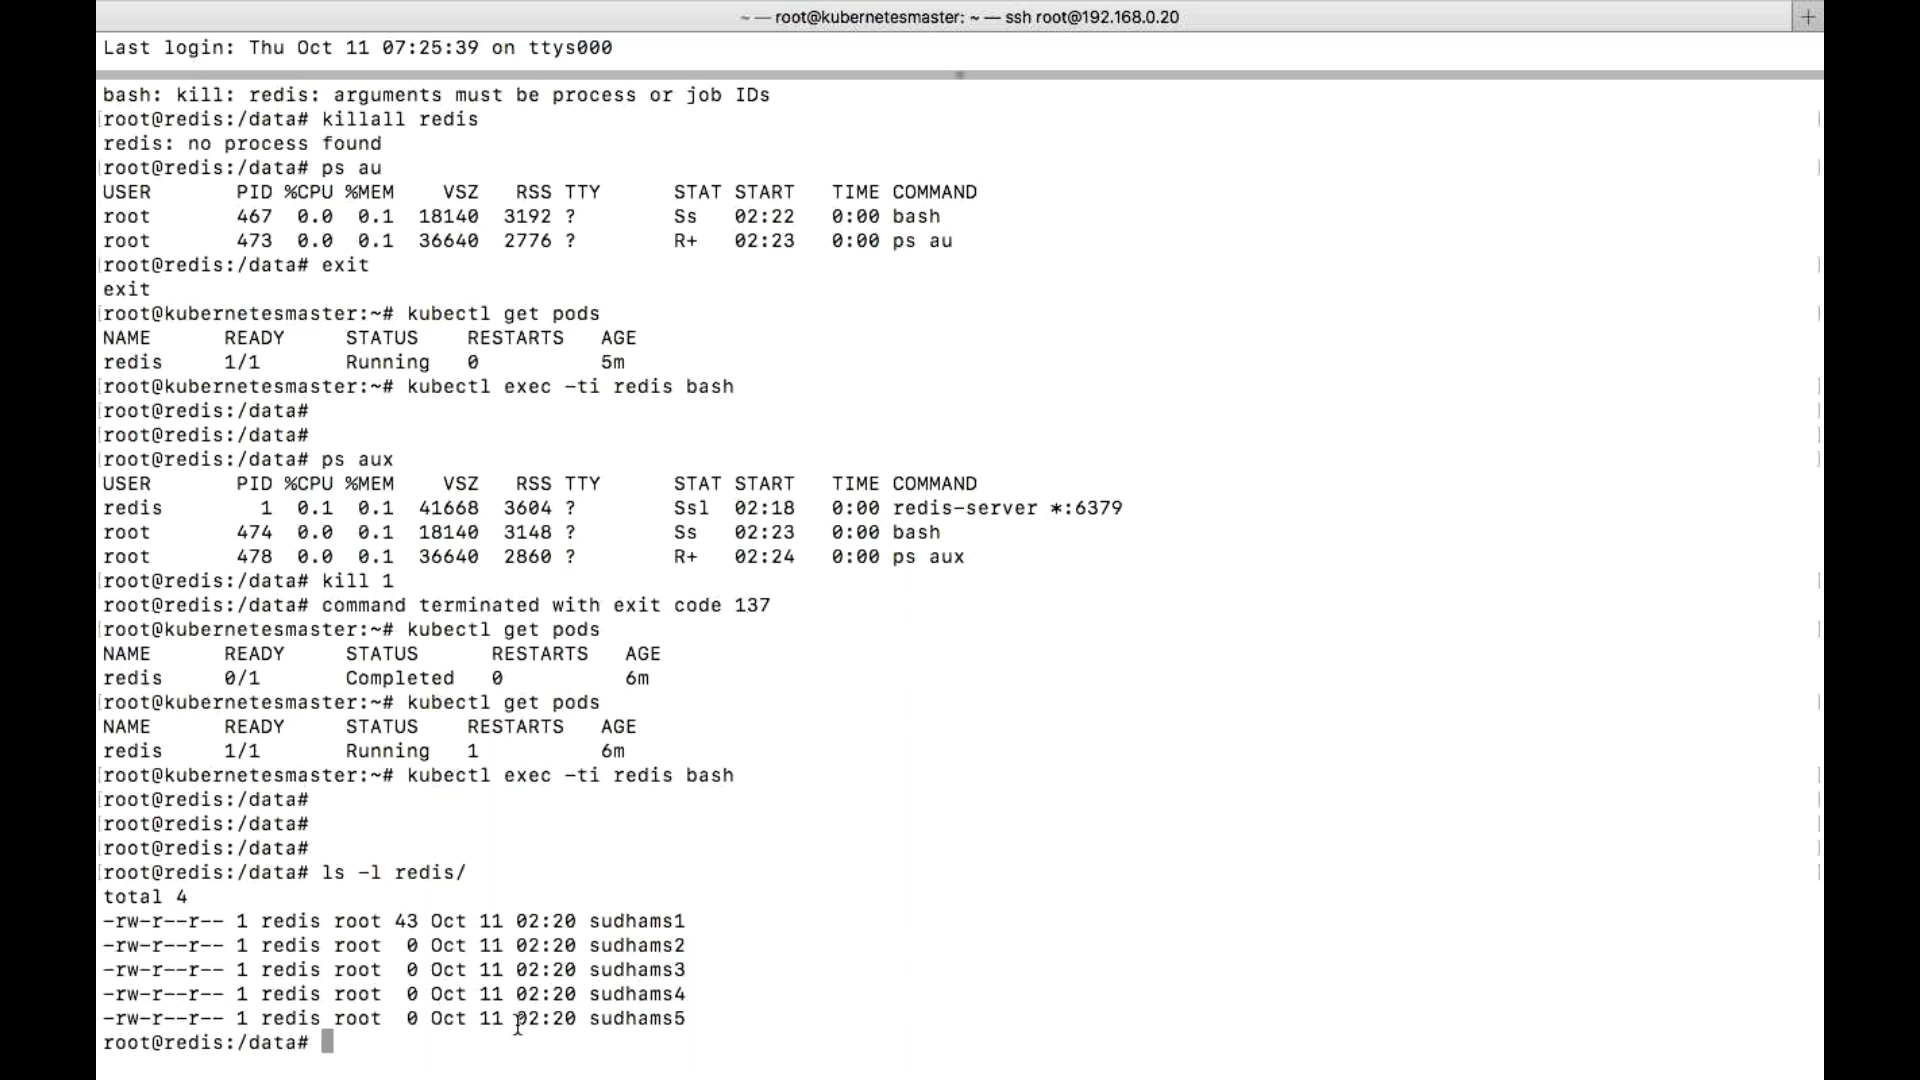 ~ — root@kubernetesmaster: ~ — ssh root@192.168.0.20
Last login: Thu Oct 11 07:25:39 on ttys000
bash: kill: redis: arguments must be process or job IDs
[root@redis:/data# killall redis
redis: no process found
[root@redis:/data# ps au
USER       PID %CPU %MEM    VSZ   RSS TTY      STAT START   TIME COMMAND
root       467  0.0  0.1  18140  3192 ?        Ss   02:22   0:00 bash
root       473  0.0  0.1  36640  2776 ?        R+   02:23   0:00 ps au
[root@redis:/data# exit
exit
[root@kubernetesmaster:~# kubectl get pods
NAME      READY     STATUS    RESTARTS   AGE
redis     1/1       Running   0          5m
[root@kubernetesmaster:~# kubectl exec -ti redis bash
[root@redis:/data#
[root@redis:/data#
[root@redis:/data# ps aux
USER       PID %CPU %MEM    VSZ   RSS TTY      STAT START   TIME COMMAND
redis        1  0.1  0.1  41668  3604 ?        Ssl  02:18   0:00 redis-server *:6379
root       474  0.0  0.1  18140  3148 ?        Ss   02:23   0:00 bash
root       478  0.0  0.1  36640  2860 ?        R+   02:24   0:00 ps aux
[root@redis:/data# kill 1
root@redis:/data# command terminated with exit code 137
[root@kubernetesmaster:~# kubectl get pods
NAME      READY     STATUS      RESTARTS   AGE
redis     0/1       Completed   0          6m
[root@kubernetesmaster:~# kubectl get pods
NAME      READY     STATUS    RESTARTS   AGE
redis     1/1       Running   1          6m
[root@kubernetesmaster:~# kubectl exec -ti redis bash
[root@redis:/data#
[root@redis:/data#
[root@redis:/data#
[root@redis:/data# ls -l redis/
total 4
-rw-r--r-- 1 redis root 43 Oct 11 02:20 sudhams1
-rw-r--r-- 1 redis root  0 Oct 11 02:20 sudhams2
-rw-r--r-- 1 redis root  0 Oct 11 02:20 sudhams3
-rw-r--r-- 1 redis root  0 Oct 11 02:20 sudhams4
-rw-r--r-- 1 redis root  0 Oct 11 02:20 sudhams5
root@redis:/data#